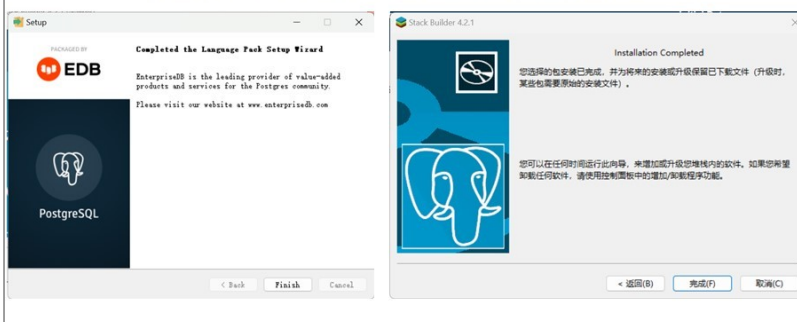 Setup
PACKAGED BY
EDB
PostgreSQL
Completed the Language Pack Setup Wizard
EnterpriseDB is the leading provider of value-added
products and services for the Postgres community.
Please visit our website at www.enterprisedb.com
< Back
Finish
Cancel
Stack Builder 4.2.1
Installation Completed
您选择的包安装已完成，并为将来的安装或升级保留已下载文件（升级时，
某些包需要原始的安装文件）。
您可以在任何时间运行此向导，来增加或升级您堆栈内的软件。如果您希望
卸载任何软件，请使用控制面板中的增加/卸载程序功能。
< 返回(B)
完成(F)
取消(C)